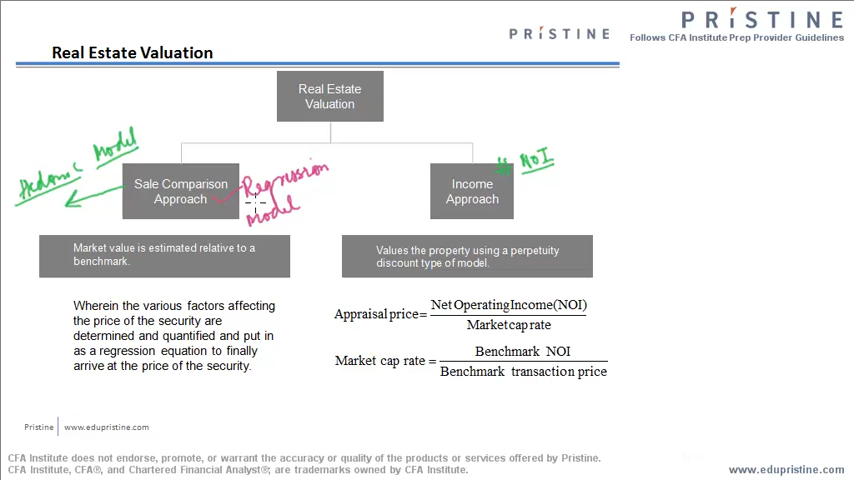 PRiSTINE
PRiSTINE
Follows CFA Institute Prep Provider Guidelines
Real Estate Valuation
Real Estate
Valuation
Hedonic Model
Sale Comparison
Approach
Regression
Model
Income
Approach
# NOI
Market value is estimated relative to a
benchmark.
Values the property using a perpetuity
discount type of model.
Wherein the various factors affecting
the price of the security are
determined and quantified and put in
as a regression equation to finally
arrive at the price of the security.
Appraisal price = Net Operating Income (NOI)
Market cap rate
Market cap rate = Benchmark NOI
Benchmark transaction price
Pristine
www.edupristine.com
CFA Institute does not endorse, promote, or warrant the accuracy or quality of the products or services offered by Pristine.
CFA Institute, CFA®, and Chartered Financial Analyst®; are trademarks owned by CFA Institute.
www.edupristine.com